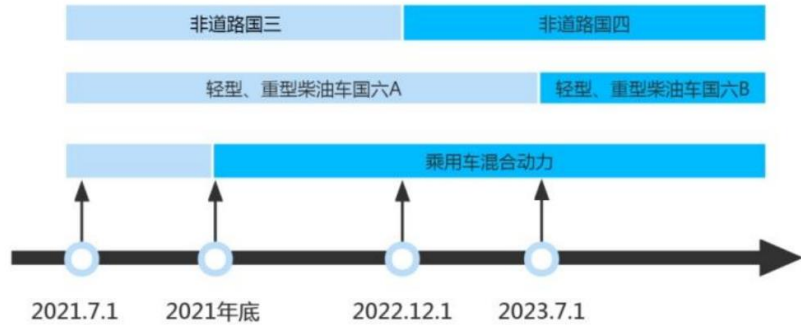 非道路国三 非道路国四
轻型、重型柴油车国六A 轻型、重型柴油车国六B
乘用车混合动力
2021.7.1 2021年底 2022.12.1 2023.7.1